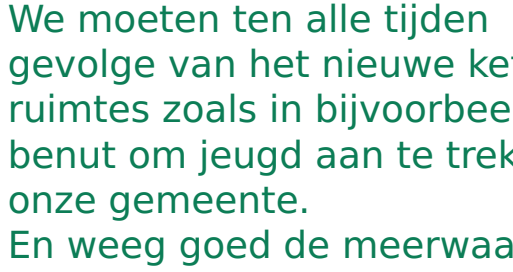 We moeten ten alle tijden
gevolge van het nieuwe
ruimtes zoals in
benut om jeugd aan te
onze gemeente.
En weeg goed de